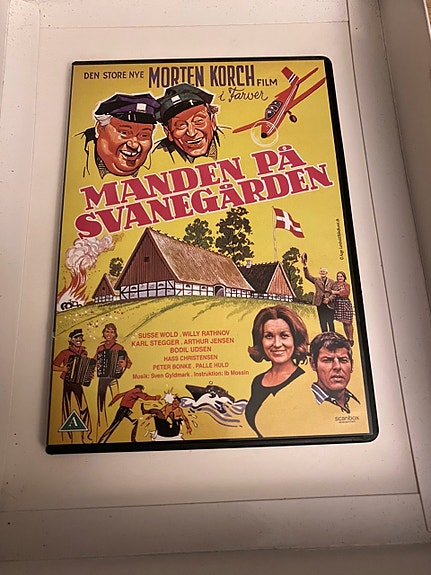 DEN STORE NYE MORTEN KORCH FILM
i Farver
MANDEN PÅ
SVANEGÅRDEN
SUSSE WOLD . WILLY RATHNOV
KARL STEGGER . ARTHUR JENSEN
BODIL UDSEN
HASS CHRISTENSEN
PETER BONKE . PALLE HULD
Musik: Sven Gyldmark . Instruktion: Ib Mossin
A
scanbox